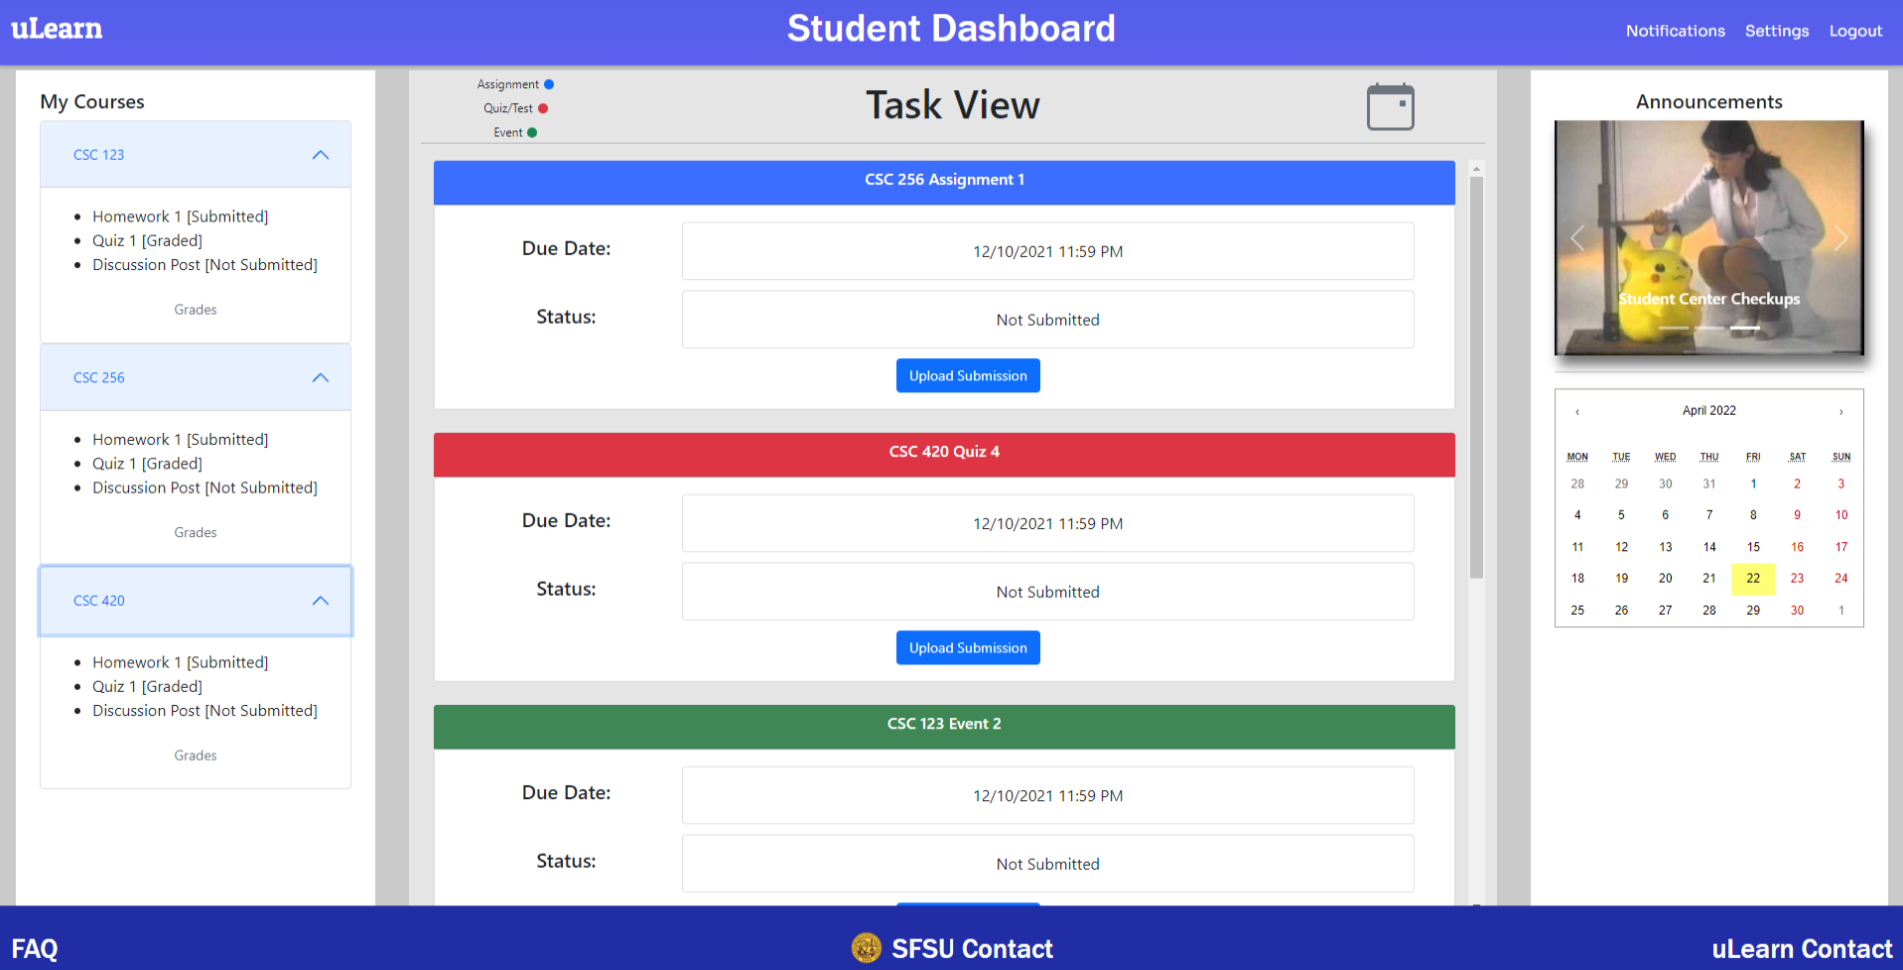 uLearn
Student Dashboard
Notifications Settings Logout
My Courses
CSC 123
Homework 1 [Submitted]
Quiz 1 [Graded]
Discussion Post [Not Submitted]
Grades
CSC 256
Homework 1 [Submitted]
Quiz 1 [Graded]
Discussion Post [Not Submitted]
Grades
CSC 420
Homework 1 [Submitted]
Quiz 1 [Graded]
Discussion Post [Not Submitted]
Grades
Assignment
Quiz/Test
Event
Task View
CSC 256 Assignment 1
Due Date: 12/10/2021 11:59 PM
Status: Not Submitted
Upload Submission
CSC 420 Quiz 4
Due Date: 12/10/2021 11:59 PM
Status: Not Submitted
Upload Submission
CSC 123 Event 2
Due Date: 12/10/2021 11:59 PM
Status: Not Submitted
Announcements
Student Center Checkups
‹ April 2022 ›
MON TUE WED THU FRI SAT SUN
28 29 30 31 1 2 3
4 5 6 7 8 9 10
11 12 13 14 15 16 17
18 19 20 21 22 23 24
25 26 27 28 29 30 1
FAQ
SFSU Contact
uLearn Contact